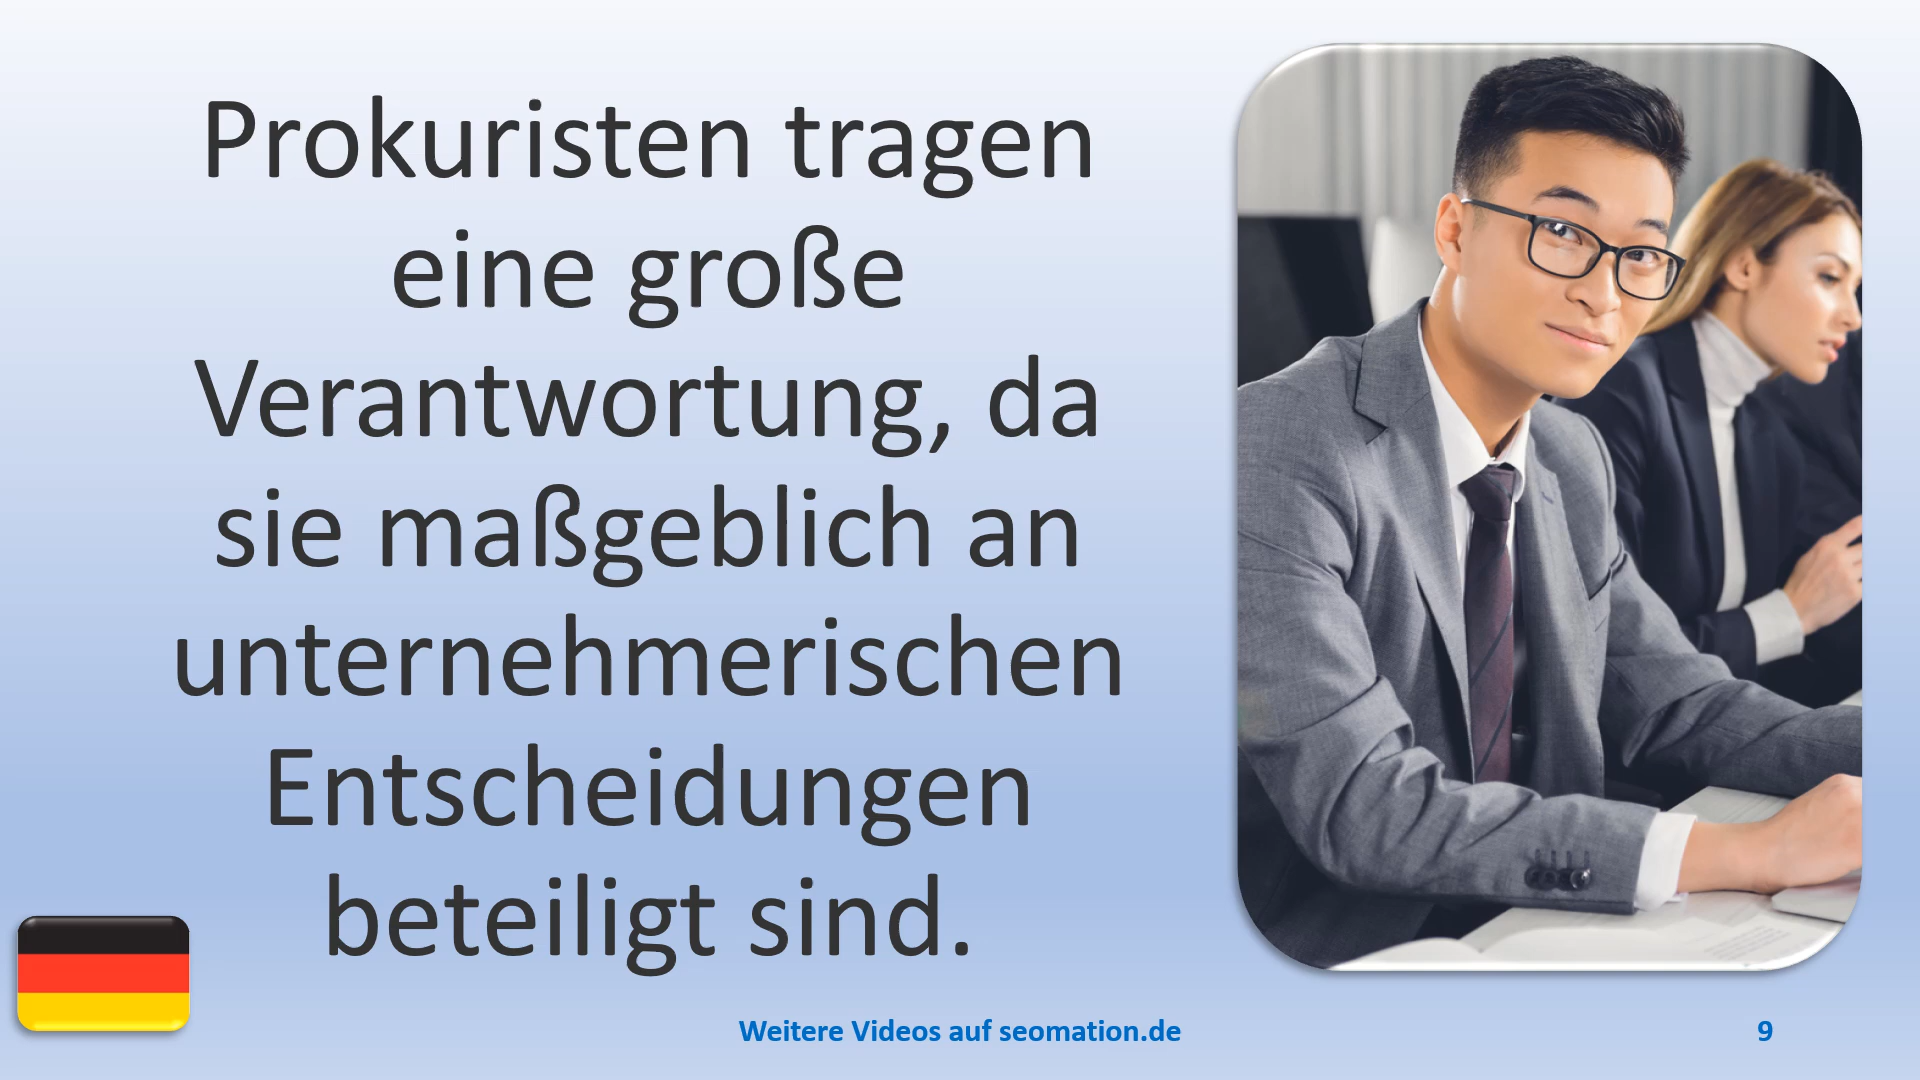 Prokuristen tragen
eine große
Verantwortung, da
sie maßgeblich an
unternehmerischen
Entscheidungen
beteiligt sind.
Weitere Videos auf seomation.de
9